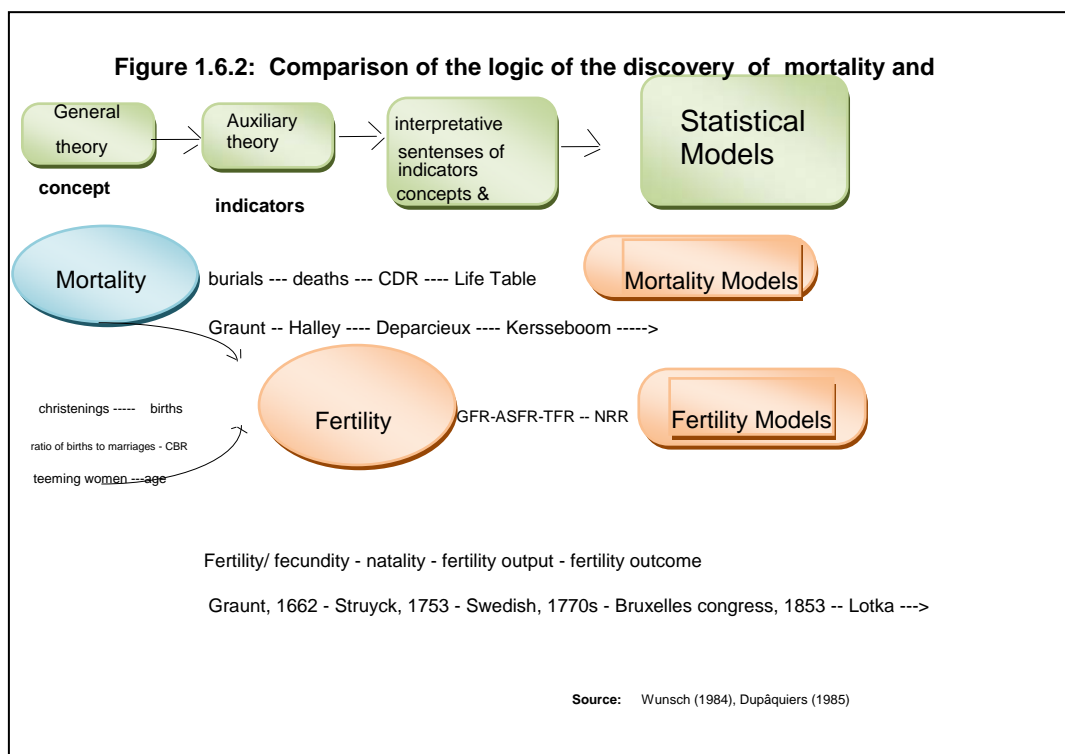 Figure 1.6.2: Comparison of the logic of the discovery of mortality and
General
theory
concept
Auxiliary
theory
indicators
interpretative
sentenses of
indicators
concepts &
Statistical
Models
Mortality
burials --- deaths --- CDR ---- Life Table
Mortality Models
Graunt -- Halley ---- Deparcieux ---- Kersseboom ----->
christenings ----- births
ratio of births to marriages - CBR
teeming women ---age
Fertility
GFR-ASFR-TFR -- NRR
Fertility Models
Fertility/ fecundity - natality - fertility output - fertility outcome
Graunt, 1662 - Struyck, 1753 - Swedish, 1770s - Bruxelles congress, 1853 -- Lotka --->
Source: Wunsch (1984), Dupâquiers (1985)